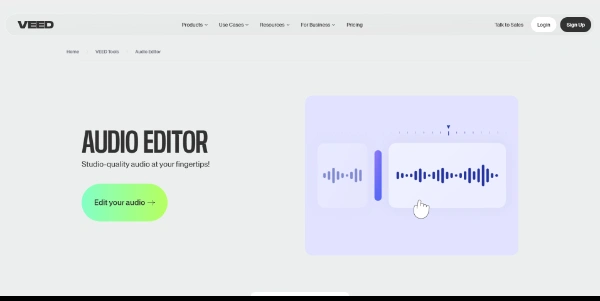 VEED
Products
Use Cases
Resources
For Business
Pricing
Talk to Sales
Login
Sign Up
Home
VEED Tools
Audio Editor
AUDIO EDITOR
Studio-quality audio at your fingertips!
Edit your audio →